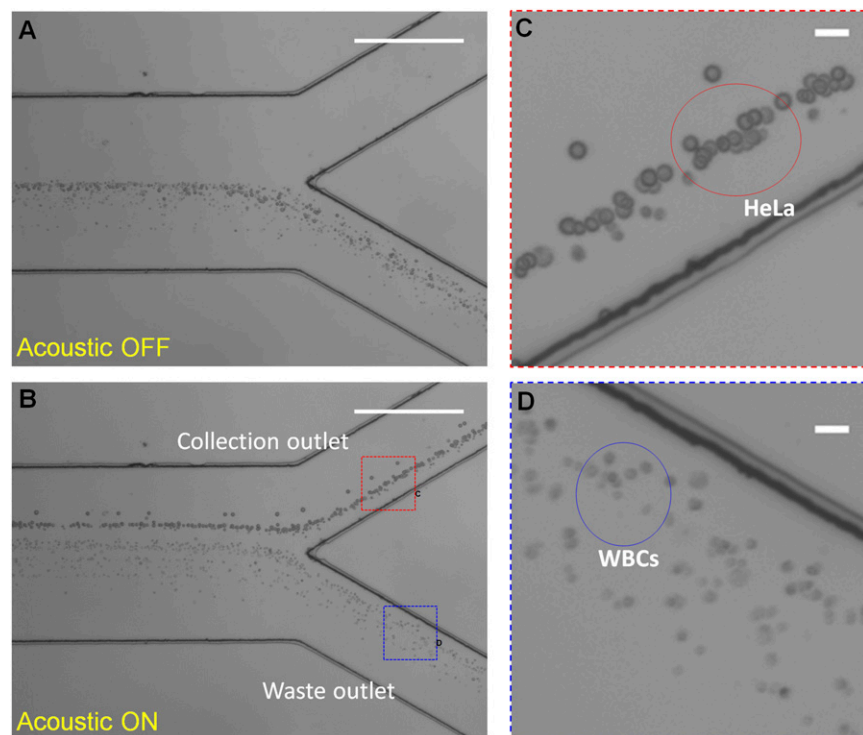 A
Acoustic OFF
B
Collection outlet
C
D
Waste outlet
Acoustic ON
C
HeLa
D
WBCs